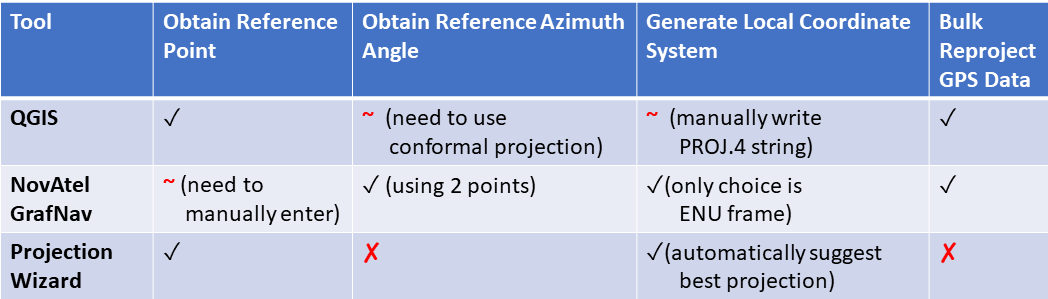 Tool
Obtain Reference
Point
Obtain Reference Azimuth
Angle
Generate Local Coordinate
System
Bulk
Reproject
GPS Data
QGIS
✓
~ (need to use
conformal projection)
~ (manually write
PROJ.4 string)
✓
NovAtel
GrafNav
~ (need to
manually enter)
✓ (using 2 points)
✓(only choice is
ENU frame)
✓
Projection
Wizard
✓
✗
✓(automatically suggest
best projection)
✗